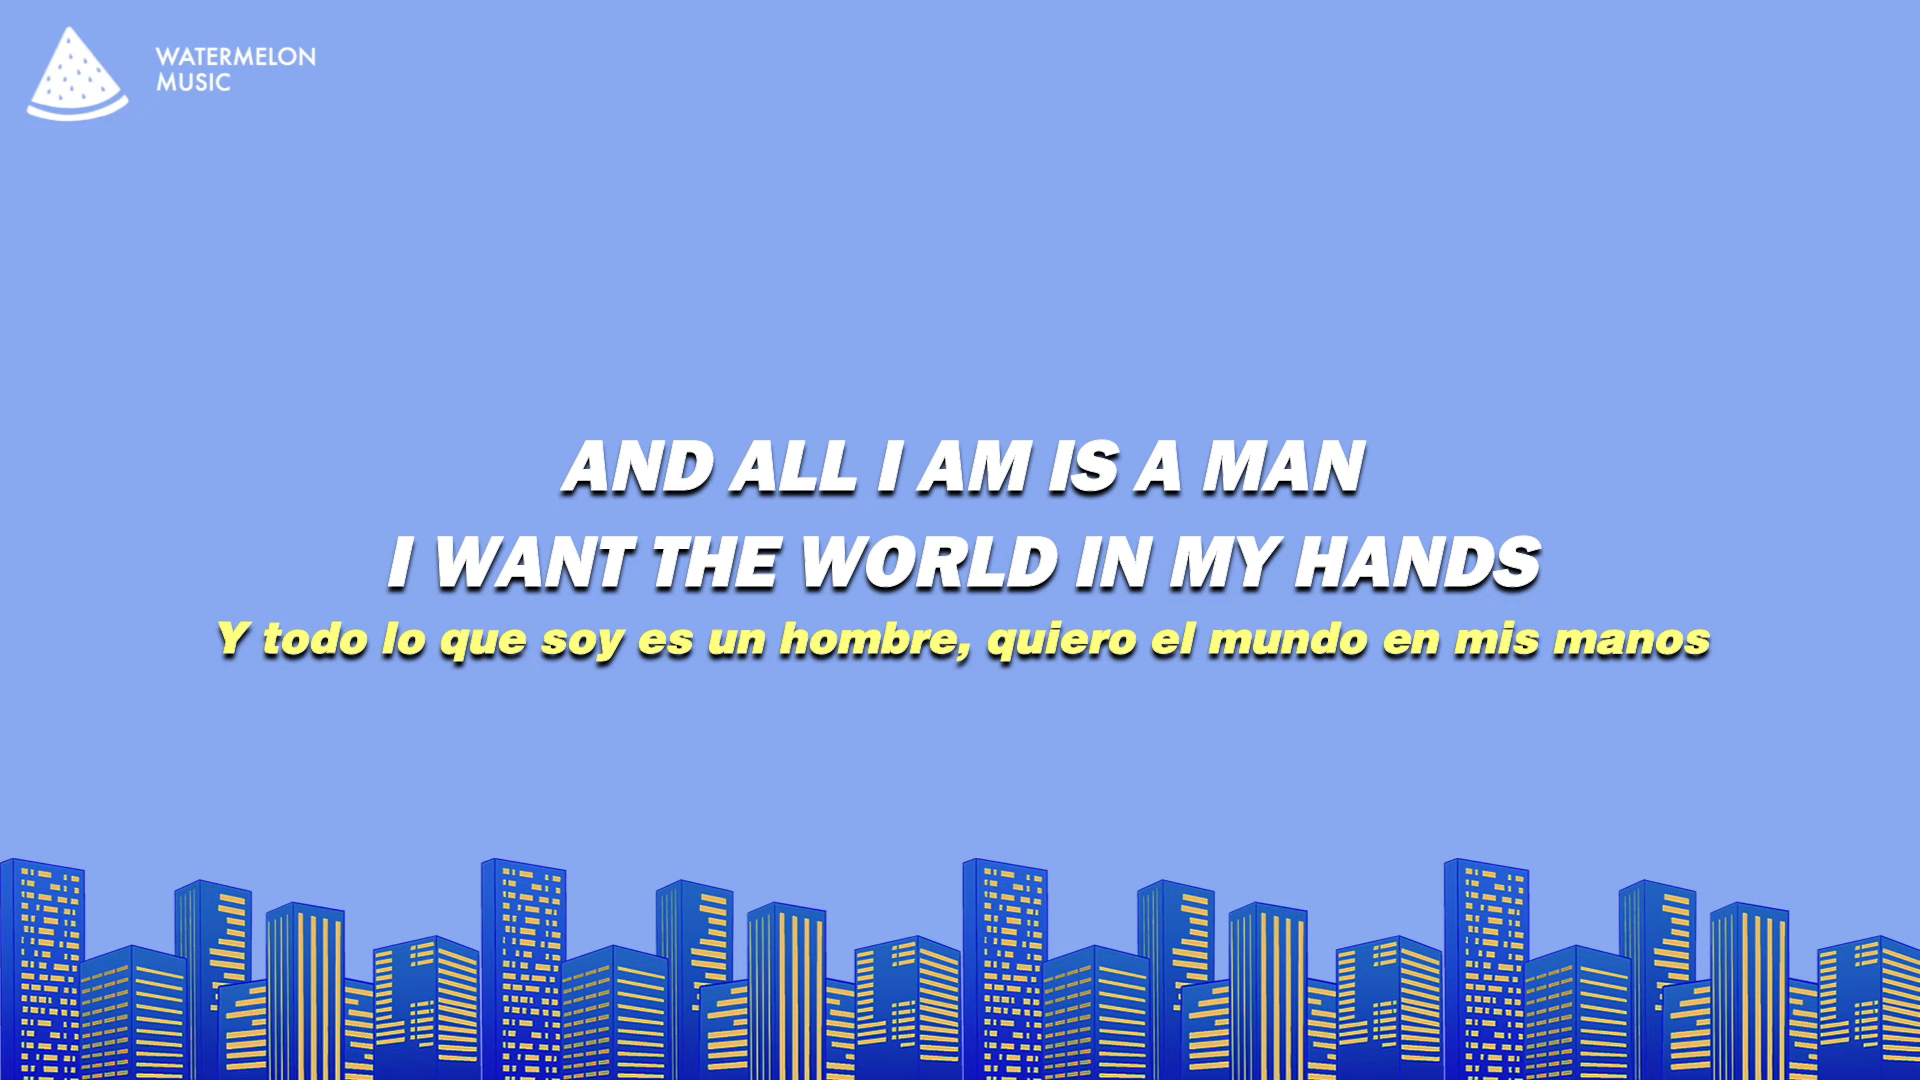 WATERMELON
MUSIC
AND ALL I AM IS A MAN
I WANT THE WORLD IN MY HANDS
Y todo lo que soy es un hombre, quiero el mundo en mis manos